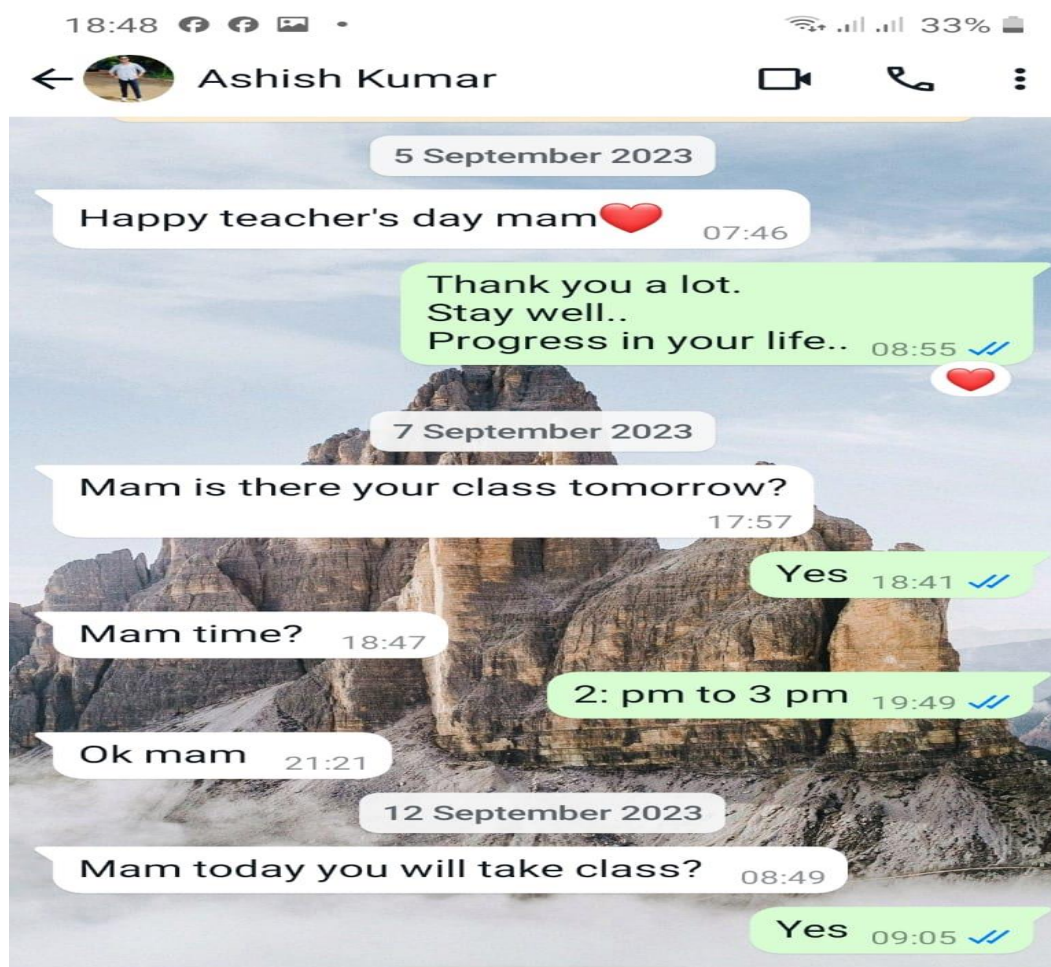 18:48
33%
Ashish Kumar
5 September 2023
Happy teacher's day mam❤️
07:46
Thank you a lot.
Stay well..
Progress in your life.. 08:55
❤️
7 September 2023
Mam is there your class tomorrow?
17:57
Yes 18:41
Mam time? 18:47
2: pm to 3 pm 19:49
Ok mam 21:21
12 September 2023
Mam today you will take class? 08:49
Yes 09:05